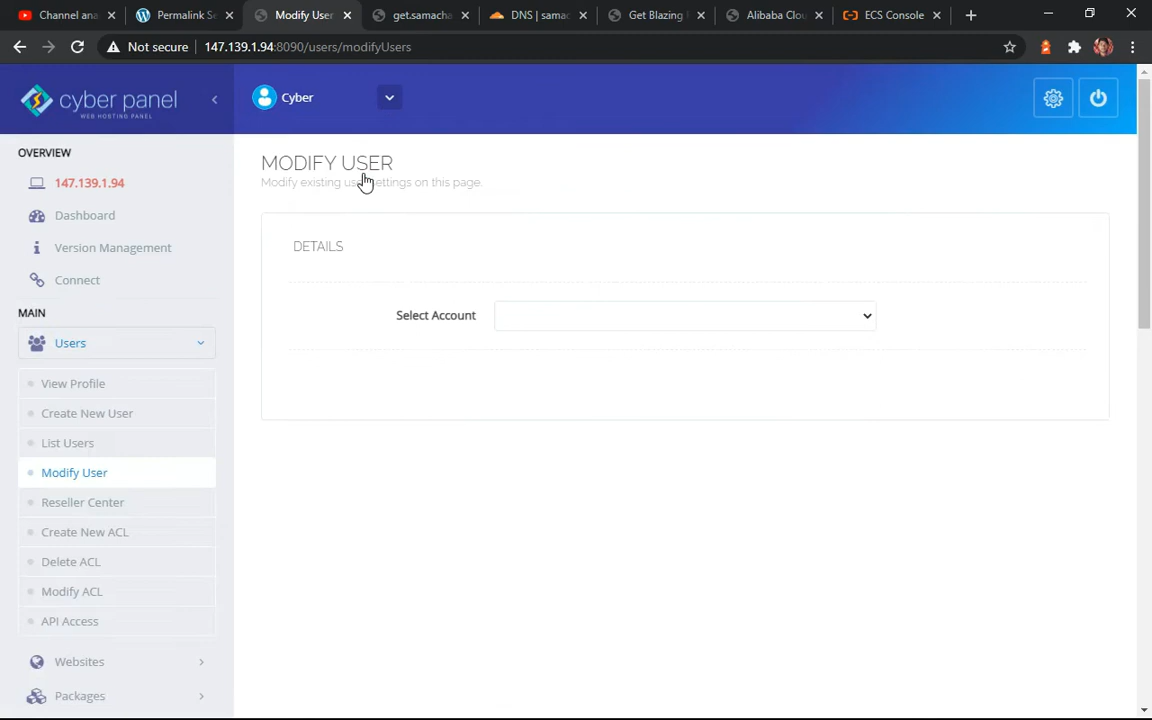 Channel ana
Permalink Se
Modify User
get.samacha
DNS | samac
Get Blazing
Alibaba Clou
ECS Console
Not secure
147.139.1.94:8090/users/modifyUsers
cyber panel
WEB HOSTING PANEL
Cyber
OVERVIEW
147.139.1.94
Dashboard
Version Management
Connect
MAIN
Users
View Profile
Create New User
List Users
Modify User
Reseller Center
Create New ACL
Delete ACL
Modify ACL
API Access
Websites
Packages
MODIFY USER
Modify existing user settings on this page.
DETAILS
Select Account